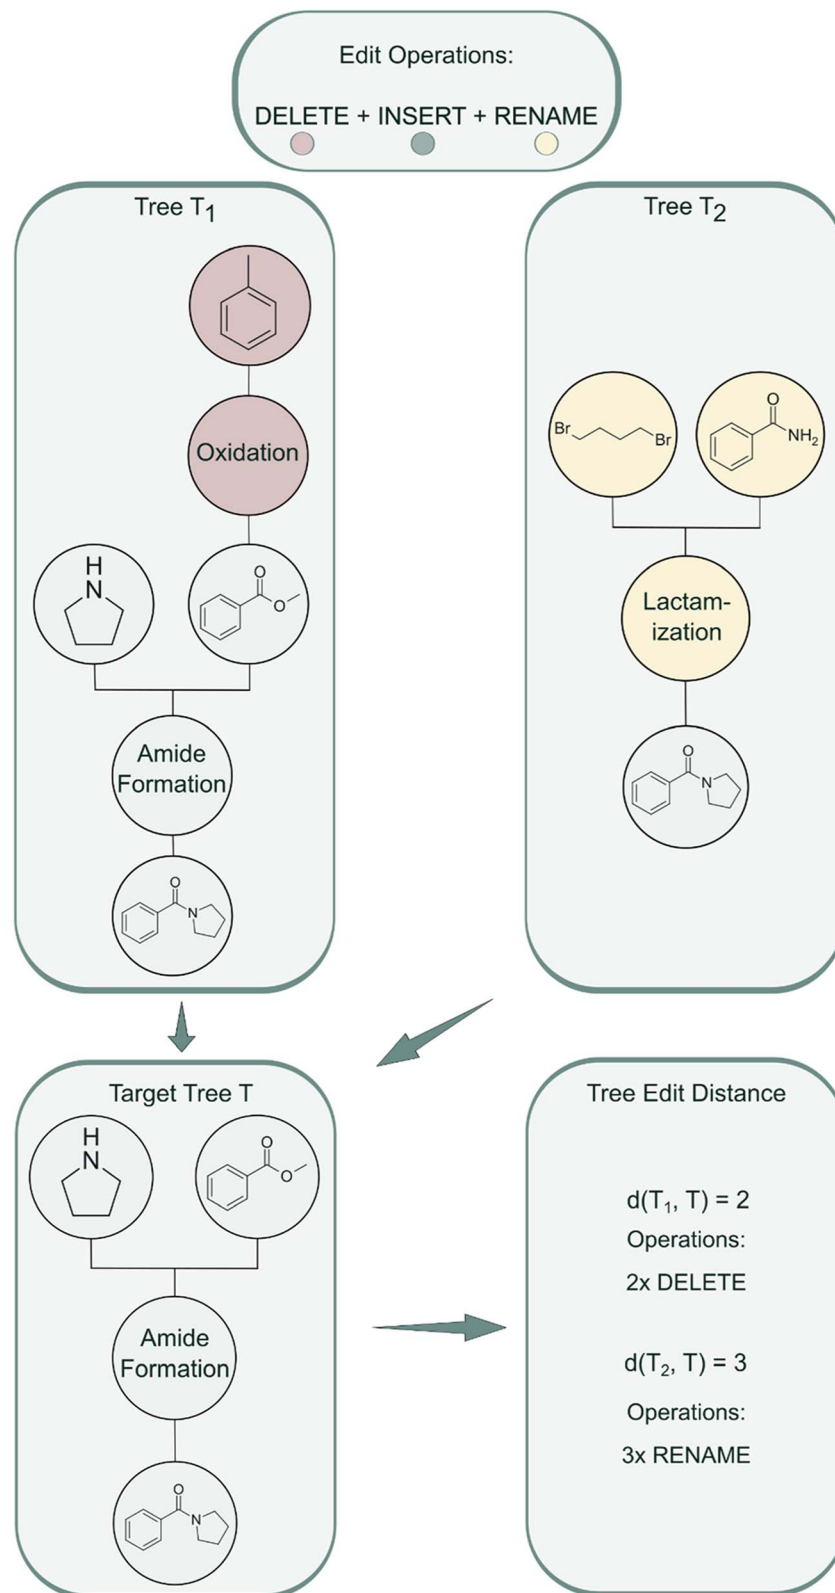 Edit Operations:
DELETE + INSERT + RENAME
Tree T1
Oxidation
H
N
O
O
Amide
Formation
O
N
Tree T2
Br
Br
O
NH2
Lactam-
ization
O
N
Target Tree T
H
N
O
O
Amide
Formation
O
N
Tree Edit Distance
d(T1, T) = 2
Operations:
2x DELETE
d(T2, T) = 3
Operations:
3x RENAME